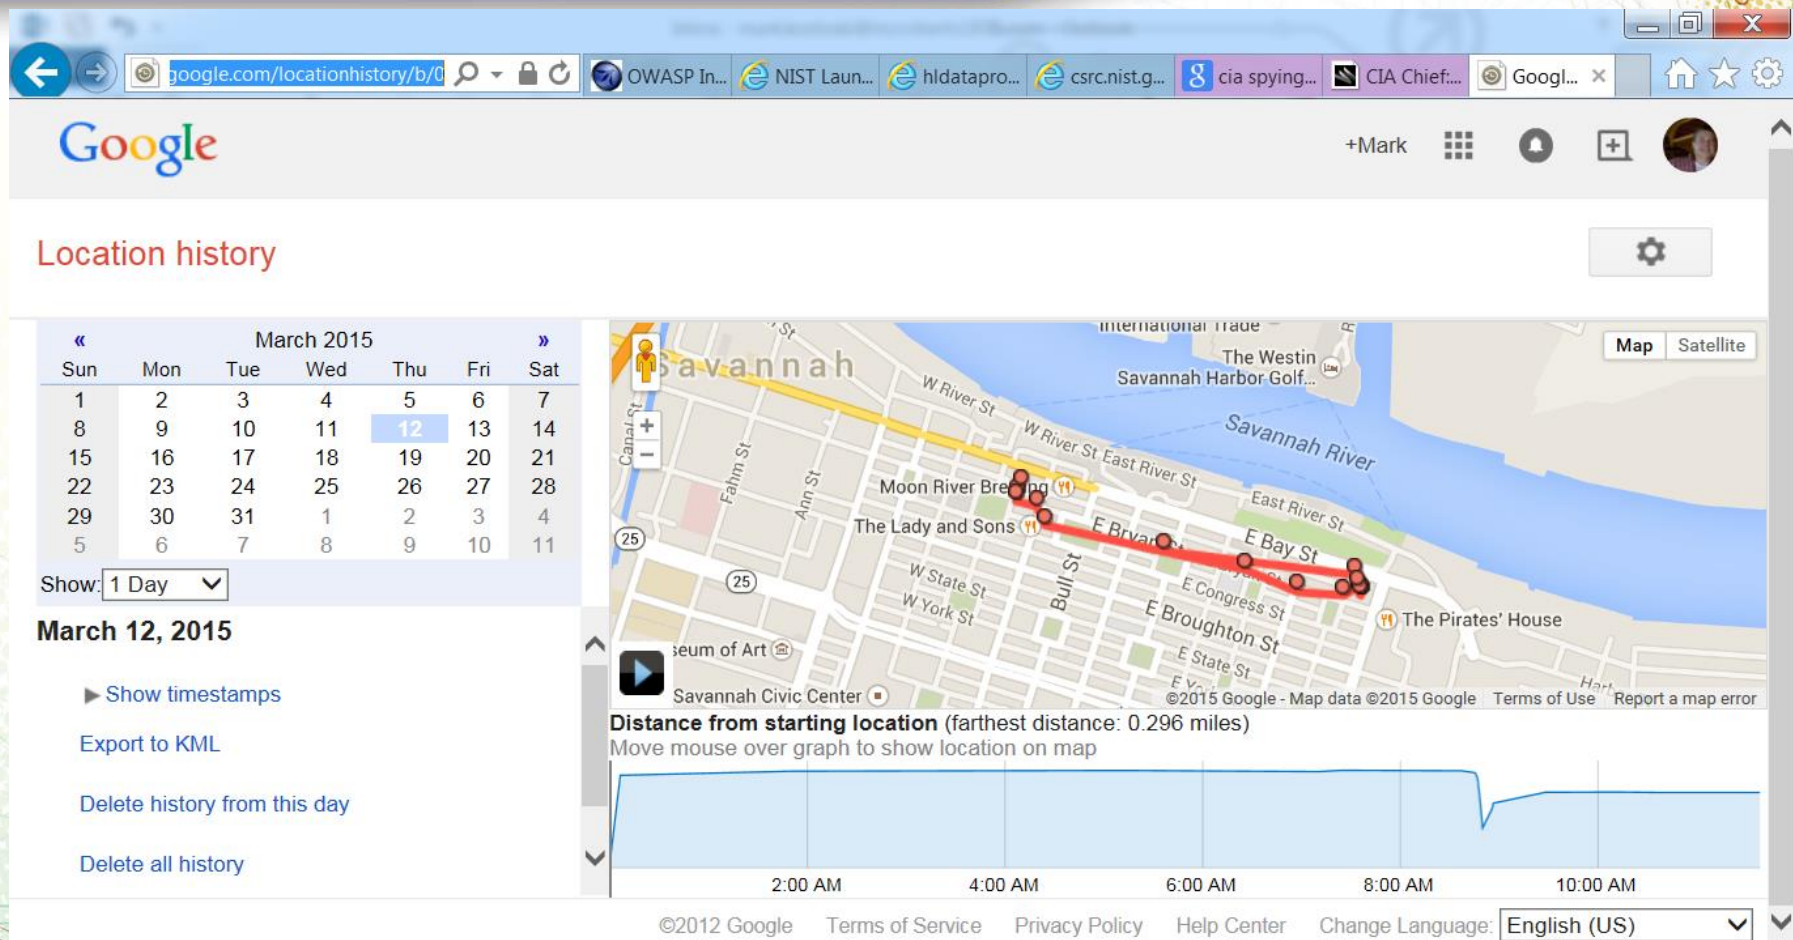 google.com/locationhistory/b/0
OWASP In...
NIST Laun...
hldatapro...
csrc.nist.g...
cia spying...
CIA Chief:...
Googl...
Google
+Mark
Location history
« March 2015 »
Sun Mon Tue Wed Thu Fri Sat
1 2 3 4 5 6 7
8 9 10 11 12 13 14
15 16 17 18 19 20 21
22 23 24 25 26 27 28
29 30 31 1 2 3 4
5 6 7 8 9 10 11
Show: 1 Day
March 12, 2015
Show timestamps
Export to KML
Delete history from this day
Delete all history
International Trade
The Westin
Savannah Harbor Golf...
Map Satellite
Savannah
W River St
W River St
East River St
Savannah River
Canal St
Fahm St
Ann St
Moon River Brewing
East River St
The Lady and Sons
E Bryan St
E Bay St
25
25
W State St
W York St
Bull St
E Congress St
E Broughton St
The Pirates' House
E State St
seum of Art
Savannah Civic Center
©2015 Google - Map data ©2015 Google Terms of Use Report a map error
Distance from starting location (farthest distance: 0.296 miles)
Move mouse over graph to show location on map
2:00 AM 4:00 AM 6:00 AM 8:00 AM 10:00 AM
©2012 Google Terms of Service Privacy Policy Help Center Change Language: English (US)